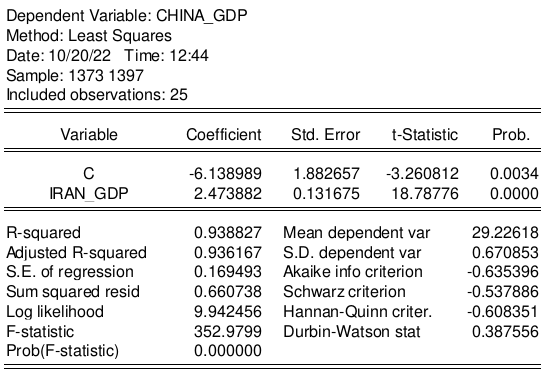 Dependent Variable: CHINA_GDP
Method: Least Squares
Date: 10/20/22 Time: 12:44
Sample: 1373 1397
Included observations: 25
Variable Coefficient Std. Error t-Statistic Prob.
C -6.138989 1.882657 -3.260812 0.0034
IRAN_GDP 2.473882 0.131675 18.78776 0.0000
R-squared 0.938827 Mean dependent var 29.22618
Adjusted R-squared 0.936167 S.D. dependent var 0.670853
S.E. of regression 0.169493 Akaike info criterion -0.635396
Sum squared resid 0.660738 Schwarz criterion -0.537886
Log likelihood 9.942456 Hannan-Quinn criter. -0.608351
F-statistic 352.9799 Durbin-Watson stat 0.387556
Prob(F-statistic) 0.000000